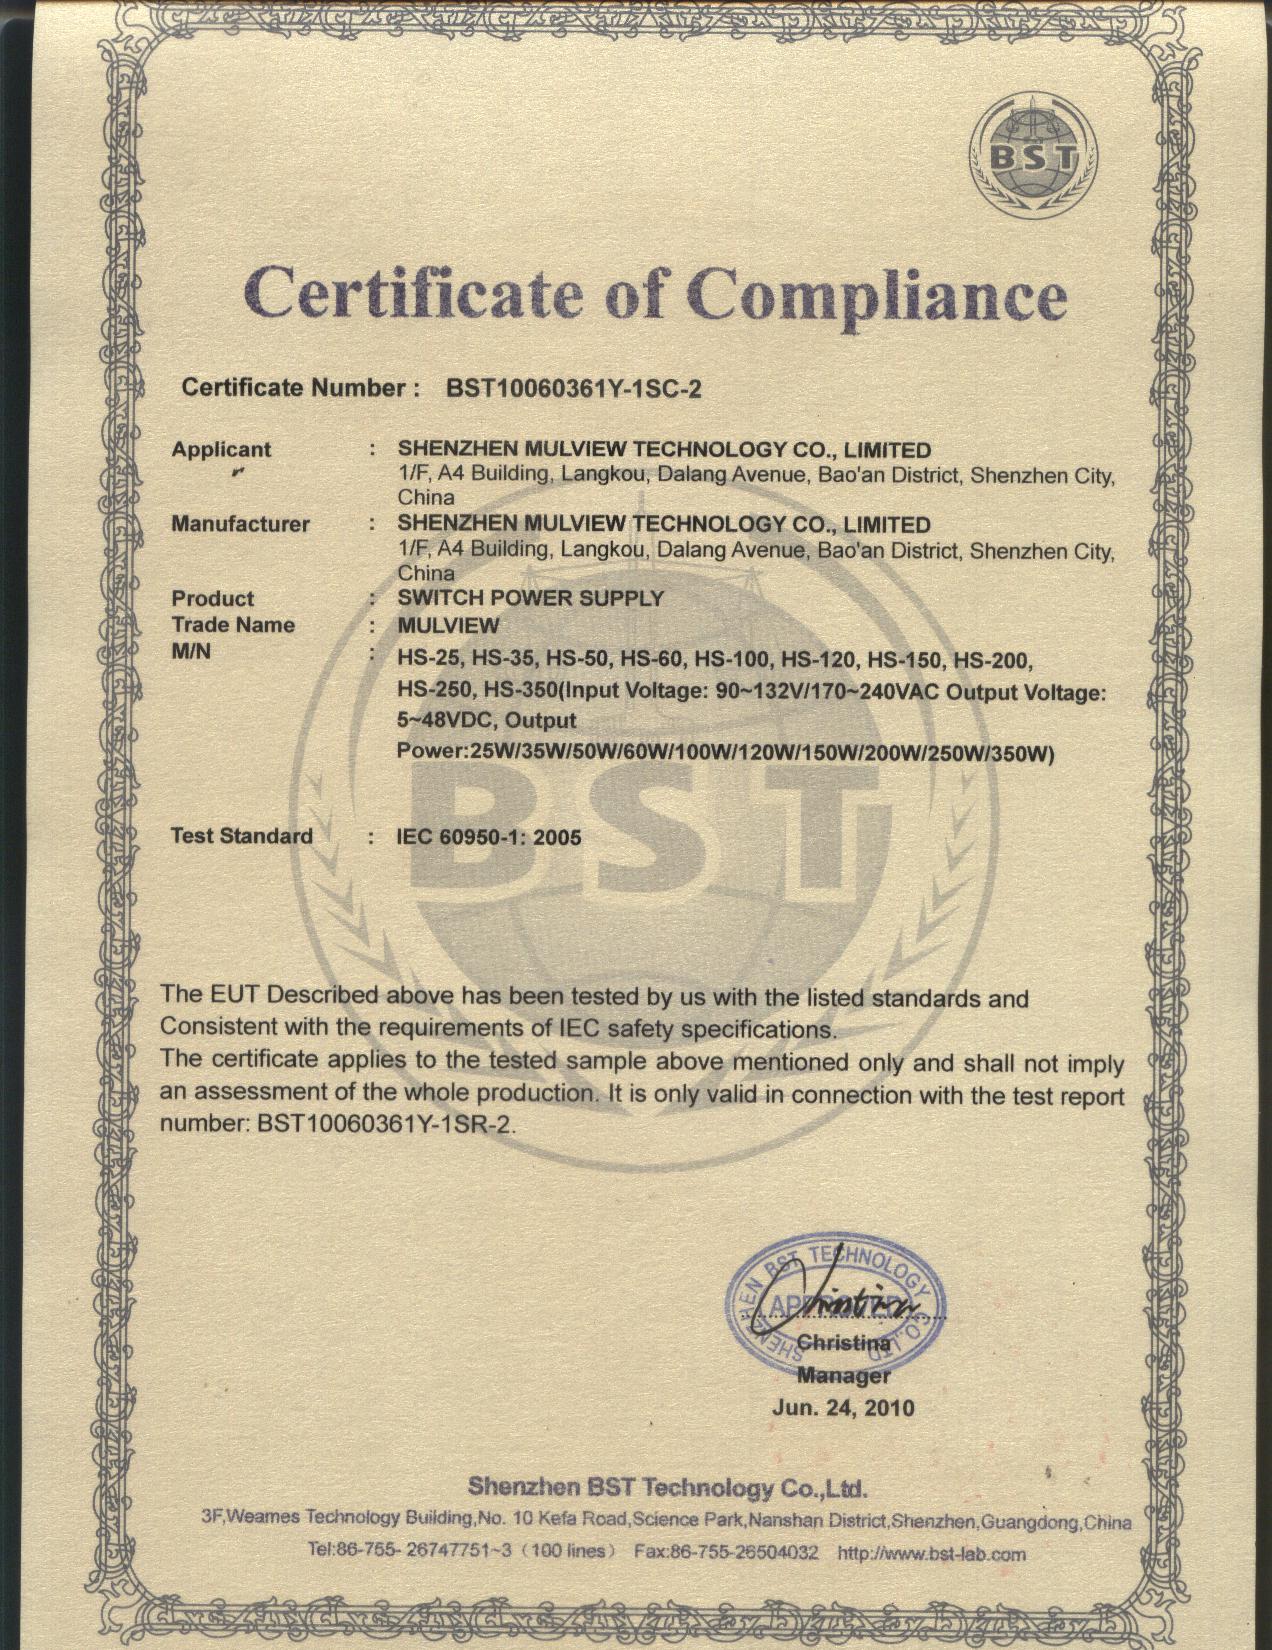 BST
Certificate of Compliance
Certificate Number : BST10060361Y-1SC-2
Applicant : SHENZHEN MULVIEW TECHNOLOGY CO., LIMITED
1/F, A4 Building, Langkou, Dalang Avenue, Bao'an District, Shenzhen City,
China
Manufacturer : SHENZHEN MULVIEW TECHNOLOGY CO., LIMITED
1/F, A4 Building, Langkou, Dalang Avenue, Bao'an District, Shenzhen City,
China
Product : SWITCH POWER SUPPLY
Trade Name : MULVIEW
M/N : HS-25, HS-35, HS-50, HS-60, HS-100, HS-120, HS-150, HS-200,
HS-250, HS-350(Input Voltage: 90~132V/170~240VAC Output Voltage:
5~48VDC, Output
Power:25W/35W/50W/60W/100W/120W/150W/200W/250W/350W)
BST
Test Standard : IEC 60950-1: 2005
The EUT Described above has been tested by us with the listed standards and
Consistent with the requirements of IEC safety specifications.
The certificate applies to the tested sample above mentioned only and shall not imply
an assessment of the whole production. It is only valid in connection with the test report
number: BST10060361Y-1SR-2.
SHENZHEN BST TECHNOLOGY CO.,LTD
APPROVED
Christina
Christina
Manager
Jun. 24, 2010
Shenzhen BST Technology Co.,Ltd.
3F,Weames Technology Building,No. 10 Kefa Road,Science Park,Nanshan District,Shenzhen,Guangdong,China
Tel:86-755- 26747751~3（100 lines） Fax:86-755-26504032 http://www.bst-lab.com